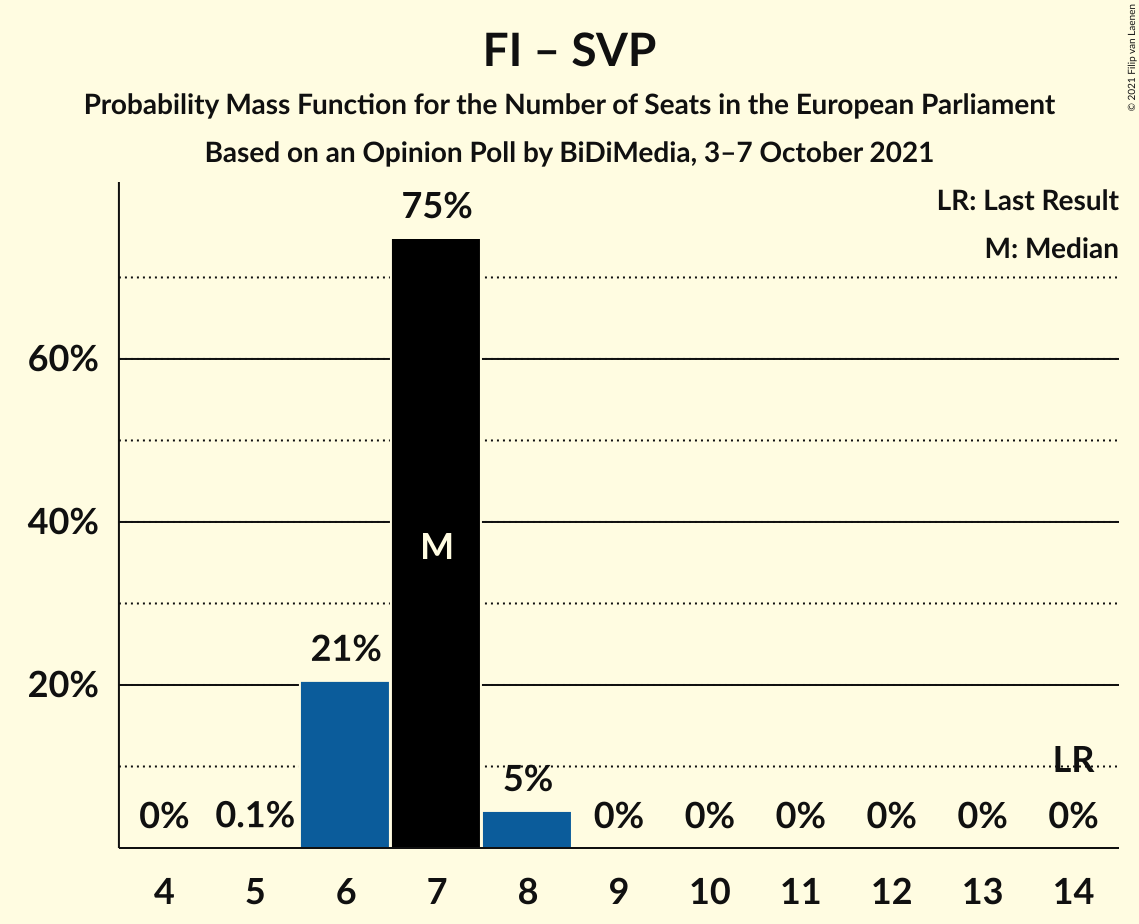 FI – SVP
Probability Mass Function for the Number of Seats in the European Parliament
Based on an Opinion Poll by BiDiMedia, 3–7 October 2021
© 2021 Filip van Laenen
LR: Last Result
M: Median
75%
60%
40%
M
21%
20%
LR
5%
0% 0.1% 0% 0% 0% 0% 0% 0%
4 5 6 7 8 9 10 11 12 13 14